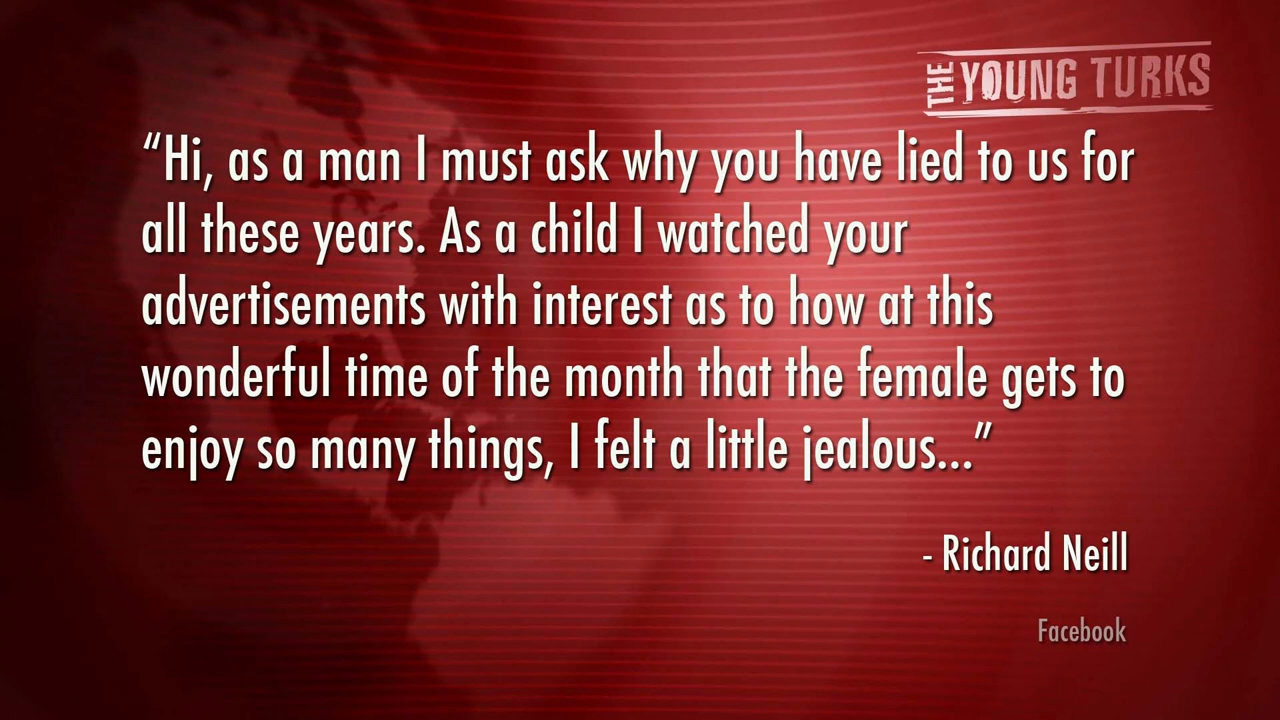 THE YOUNG TURKS
“Hi, as a man I must ask why you have lied to us for
all these years. As a child I watched your
advertisements with interest as to how at this
wonderful time of the month that the female gets to
enjoy so many things, I felt a little jealous...”
- Richard Neill
Facebook